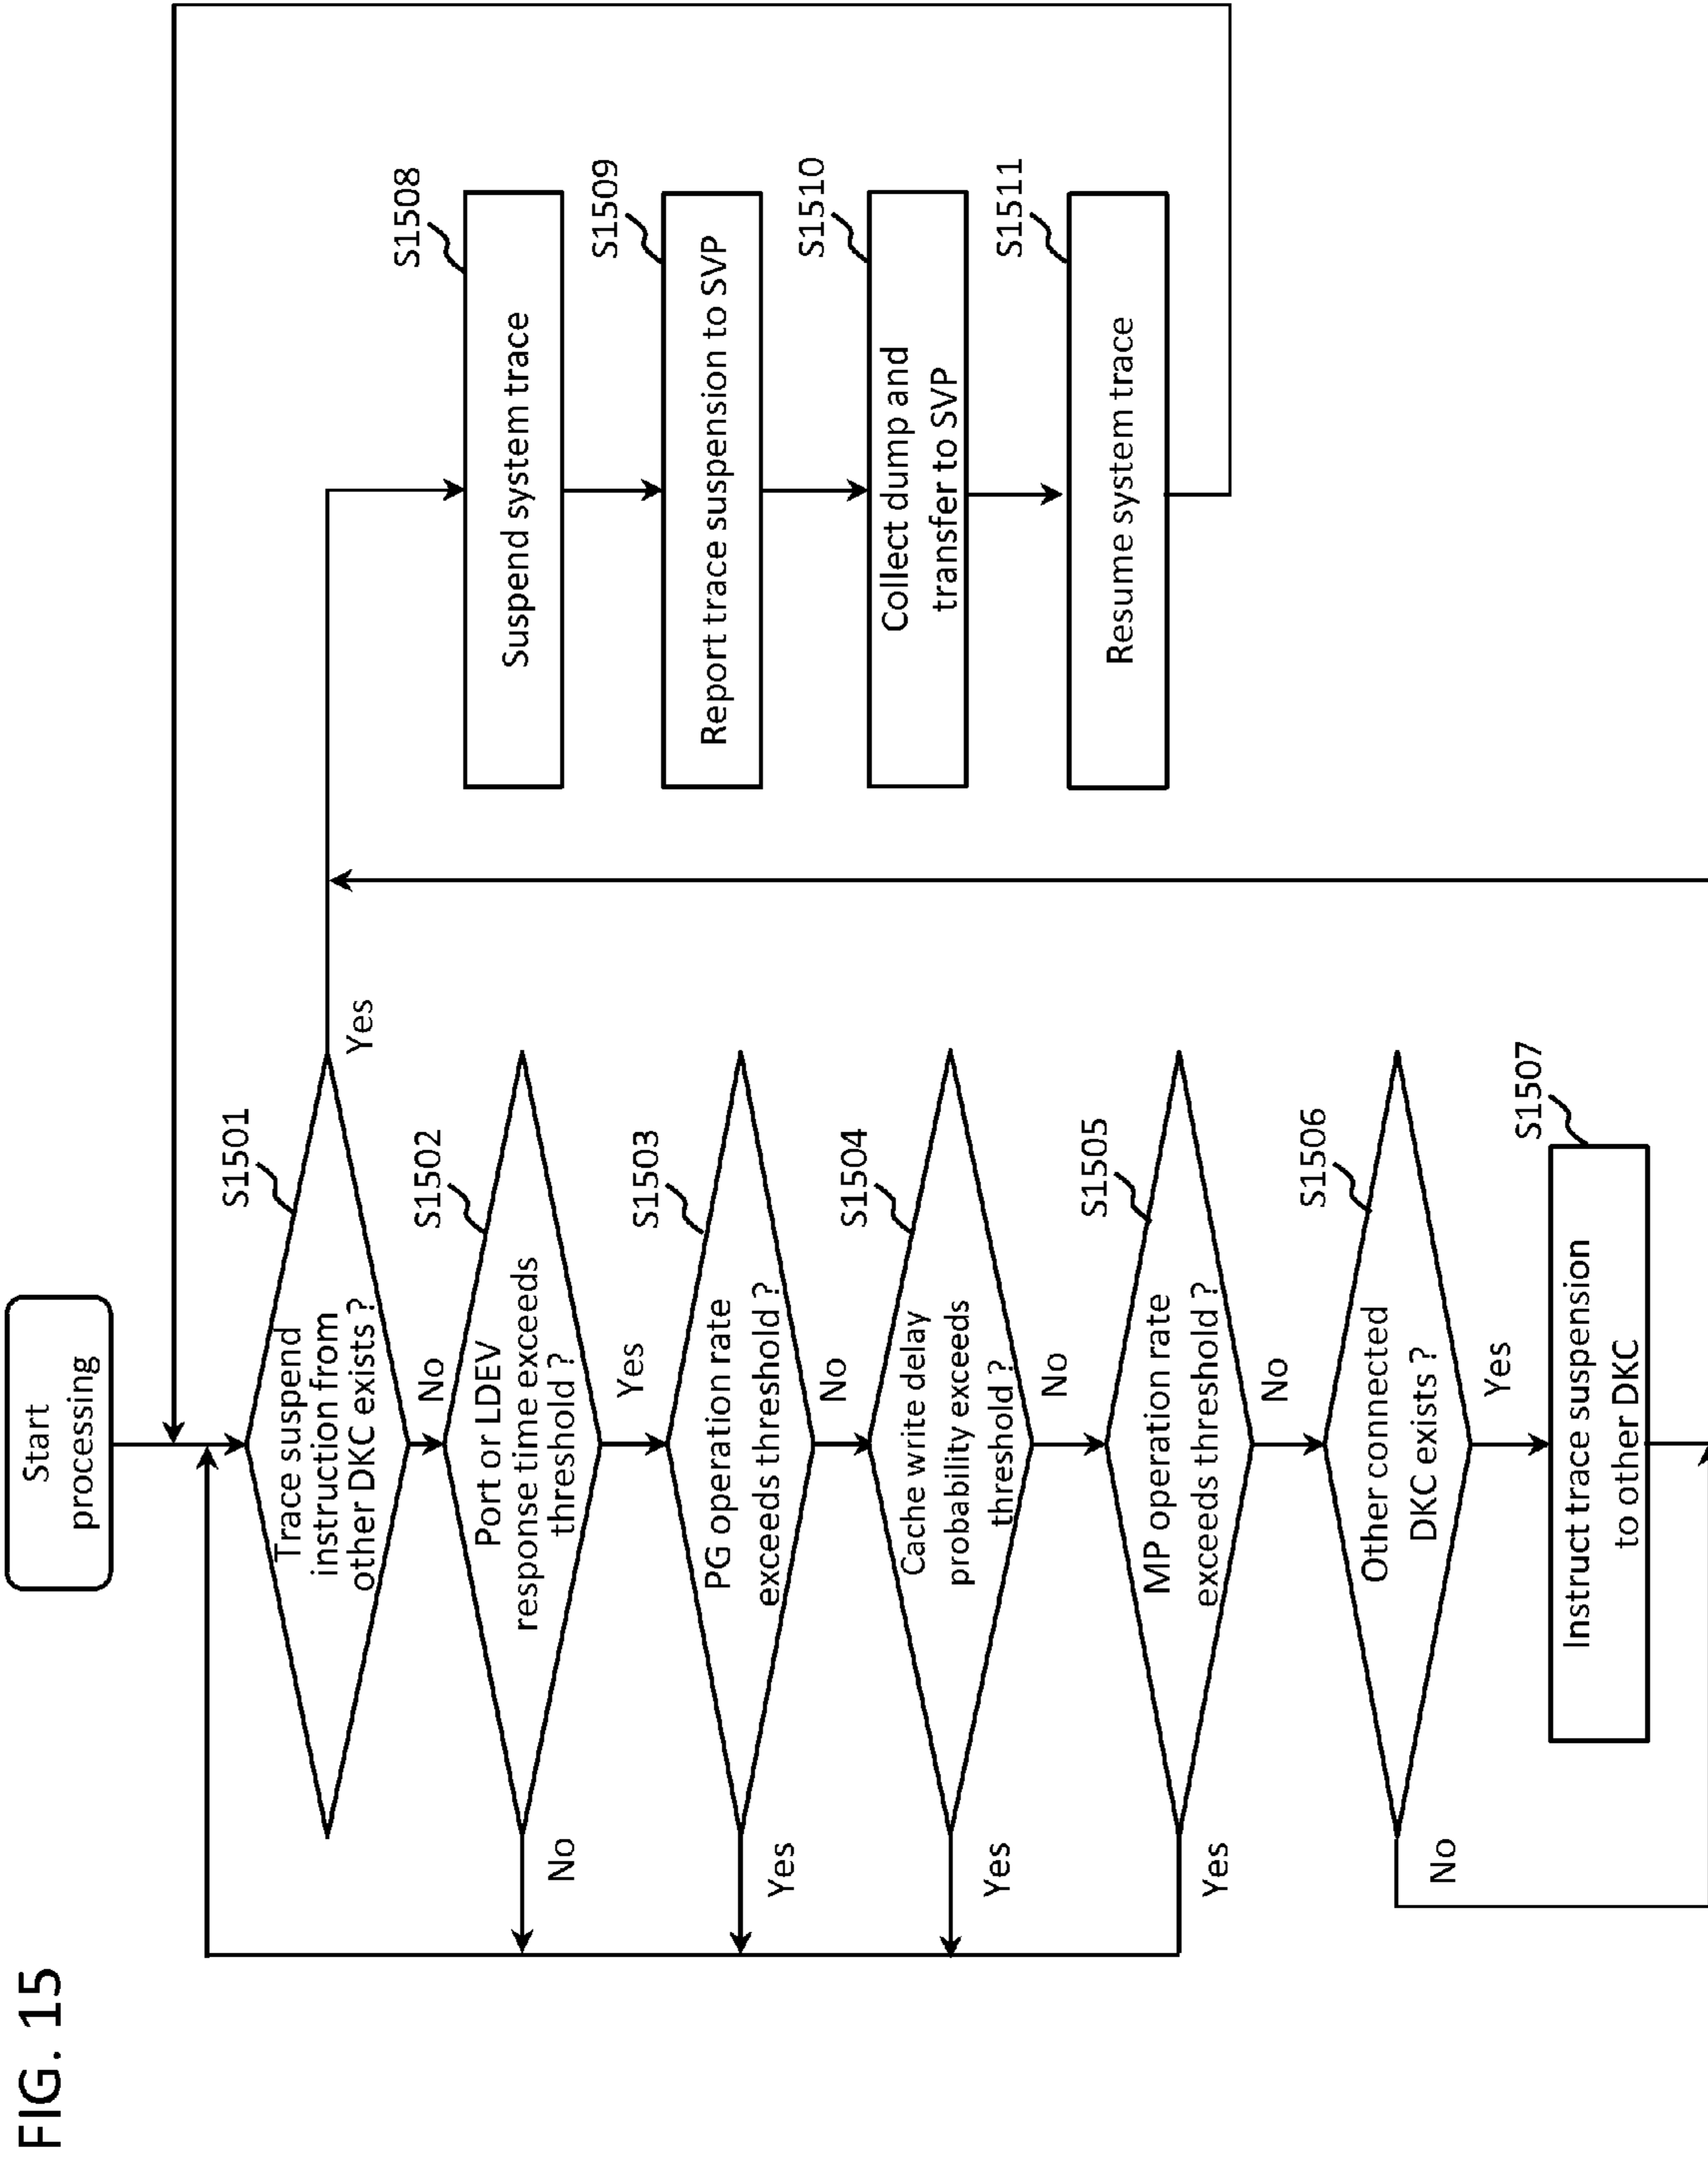 FIG. 15
Start
processing
S1501
Trace suspend
instruction from
other DKC exists ?
Yes
No
S1502
Port or LDEV
response time exceeds
threshold ?
No
Yes
S1503
PG operation rate
exceeds threshold ?
Yes
No
S1504
Cache write delay
probability exceeds
threshold ?
Yes
No
S1505
MP operation rate
exceeds threshold ?
Yes
No
S1506
Other connected
DKC exists ?
No
Yes
S1507
Instruct trace suspension
to other DKC
S1508
Suspend system trace
S1509
Report trace suspension to SVP
S1510
Collect dump and
transfer to SVP
S1511
Resume system trace